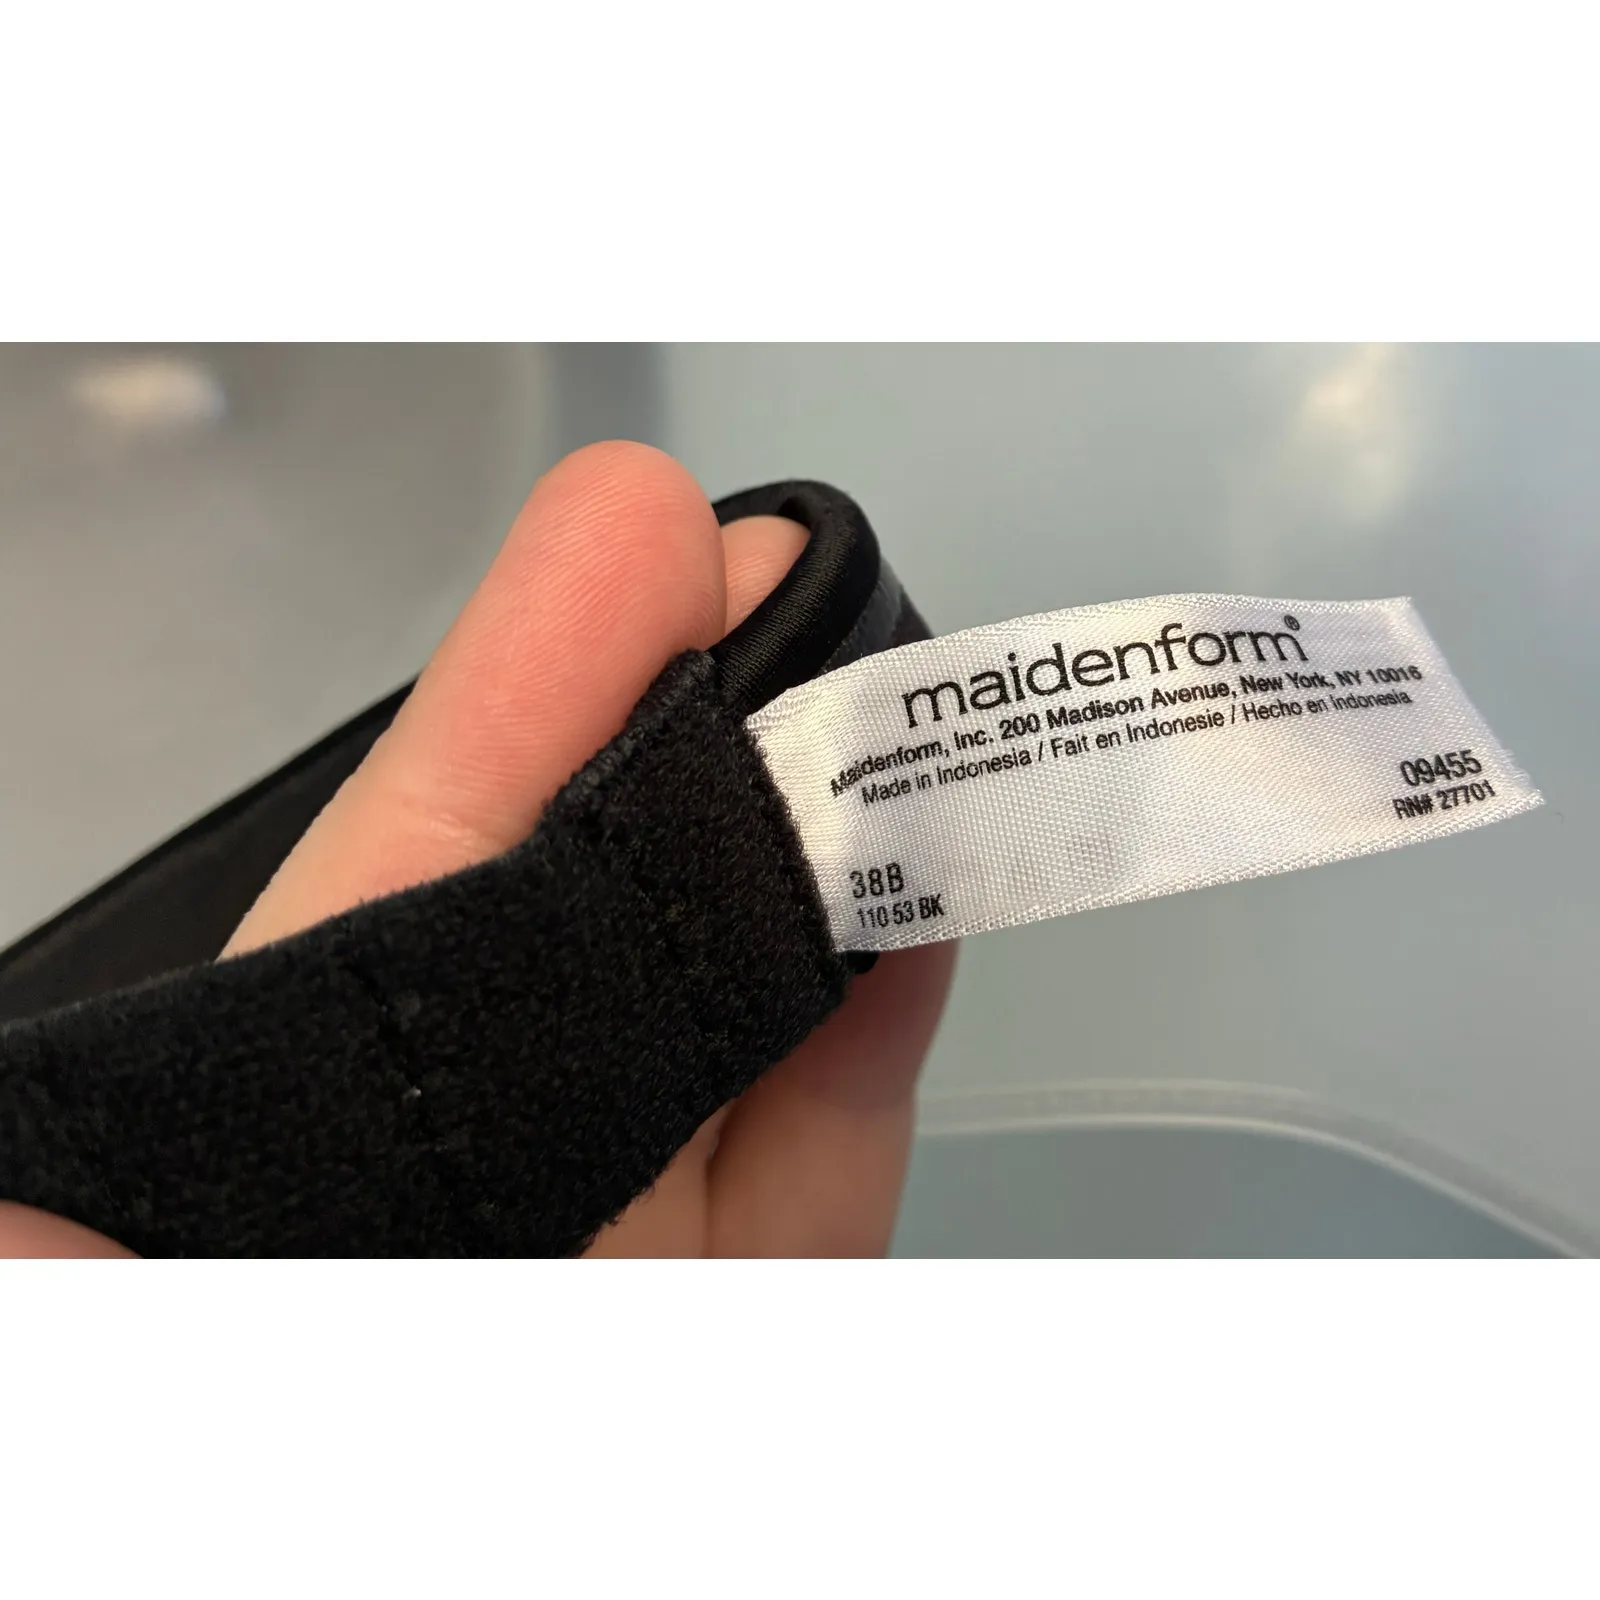 maidenform®
Maidenform, Inc. 200 Madison Avenue, New York, NY 10016
Made in Indonesia / Fait en Indonesie / Hecho en Indonesia
09455
RN# 27701
38B
110 53 BK